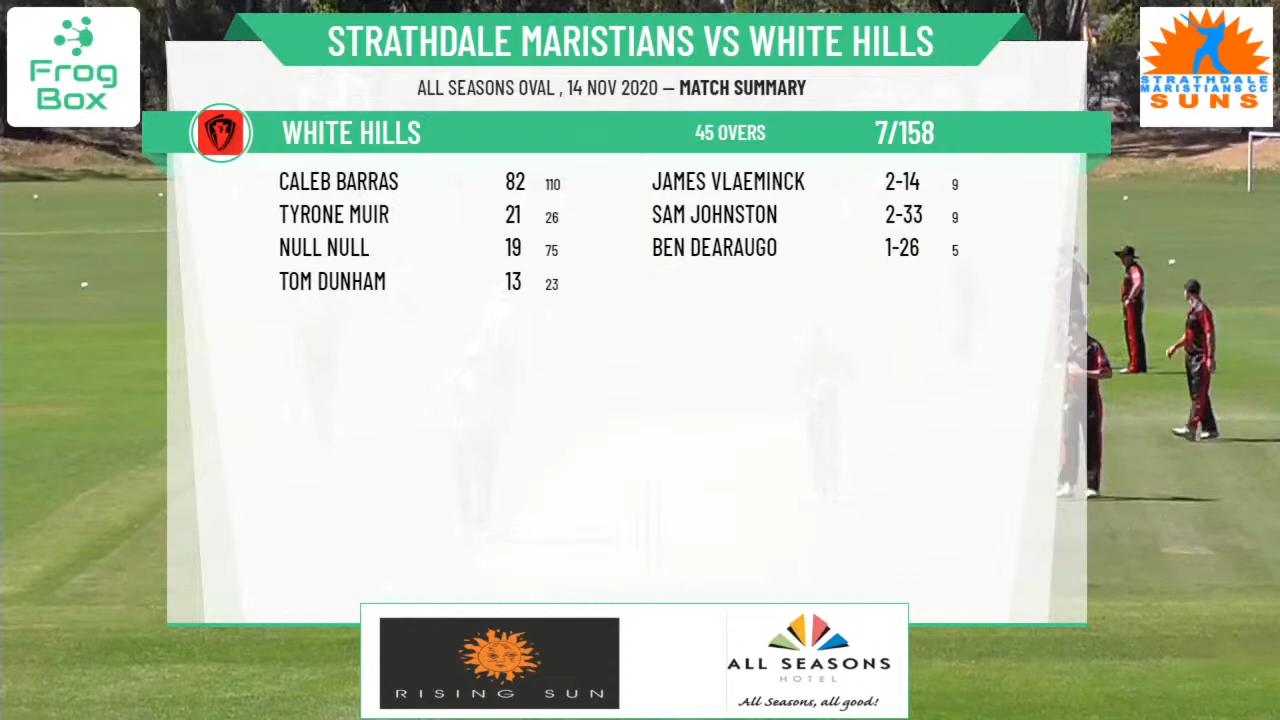 Frog
Box
STRATHDALE MARISTIANS VS WHITE HILLS
STRATHDALE
MARISTIANS CC
SUNS
ALL SEASONS OVAL , 14 NOV 2020 – MATCH SUMMARY
WHITE HILLS 45 OVERS 7/158
CALEB BARRAS 82 110 JAMES VLAEMINCK 2-14 9
TYRONE MUIR 21 26 SAM JOHNSTON 2-33 9
NULL NULL 19 75 BEN DEARAUGO 1-26 5
TOM DUNHAM 13 23
RISING SUN
ALL SEASONS
HOTEL
All Seasons, all good!